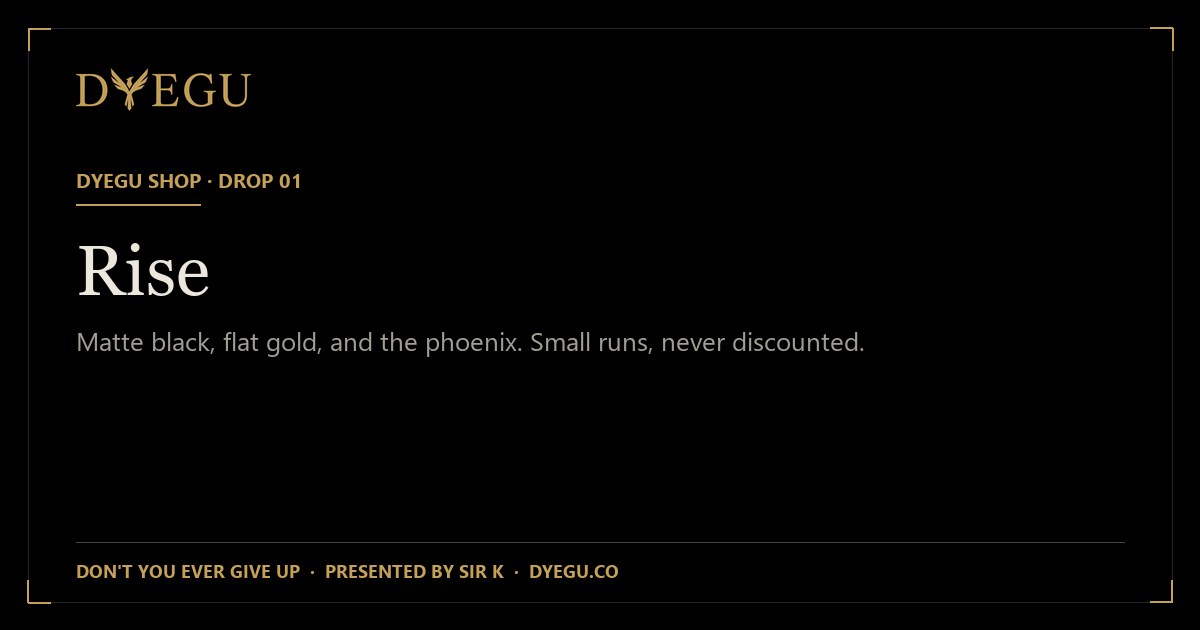 DYEGU
DYEGU SHOP · DROP 01
Rise
Matte black, flat gold, and the phoenix. Small runs, never discounted.
DON'T YOU EVER GIVE UP · PRESENTED BY SIR K · DYEGU.CO